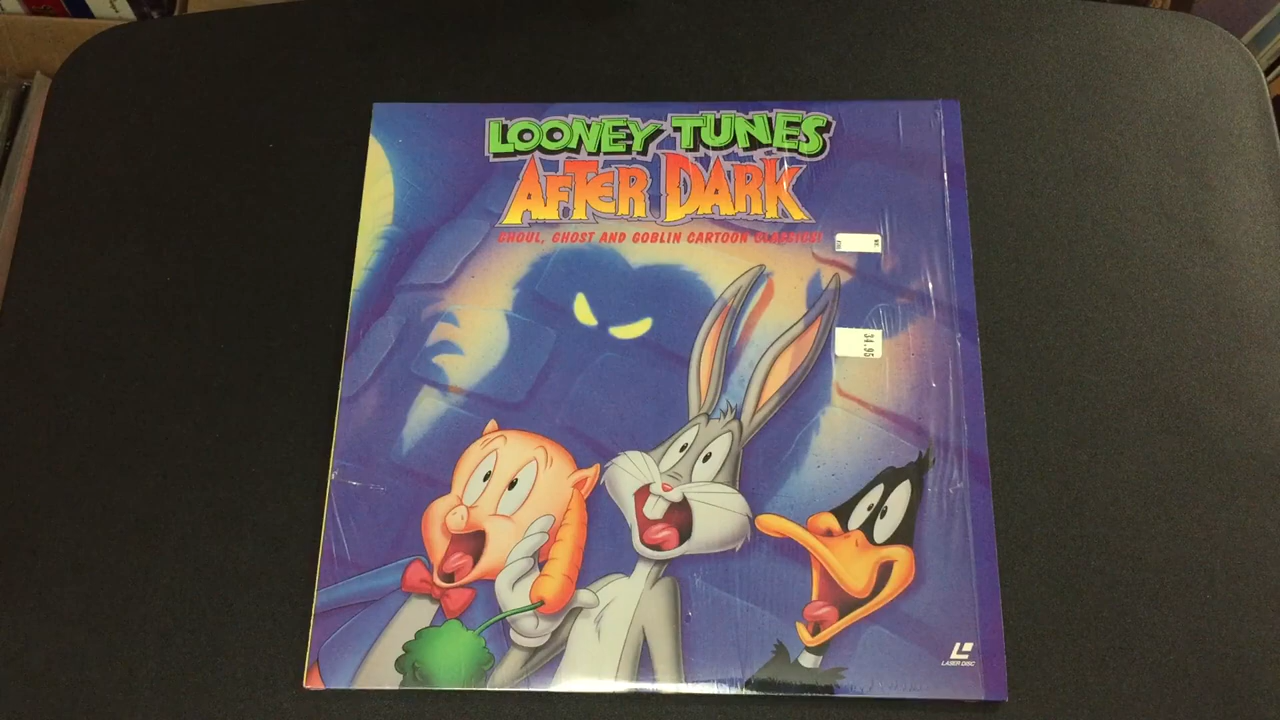 LOONEY TUNES
AFTER DARK
GHOUL, GHOST AND GOBLIN CARTOON CLASSICS!
34.95
LASER DISC